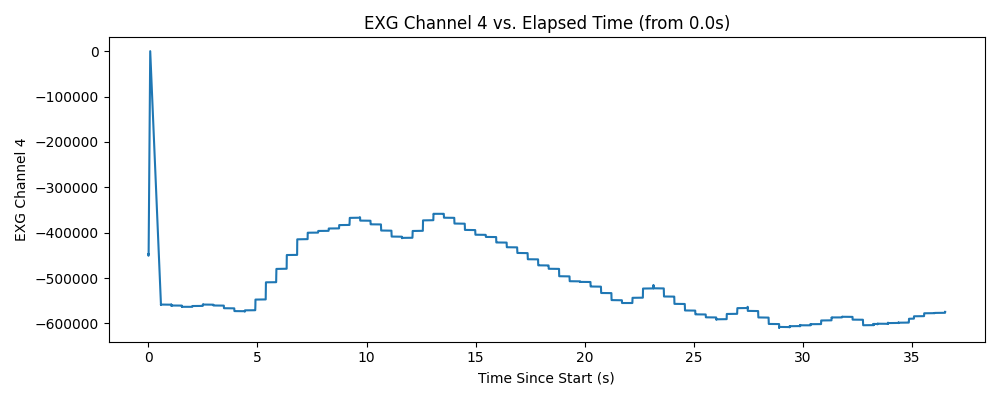 EXG Channel 4 vs. Elapsed Time (from 0.0s)
EXG Channel 4
0
−100000
−200000
−300000
−400000
−500000
−600000
0 5 10 15 20 25 30 35
Time Since Start (s)